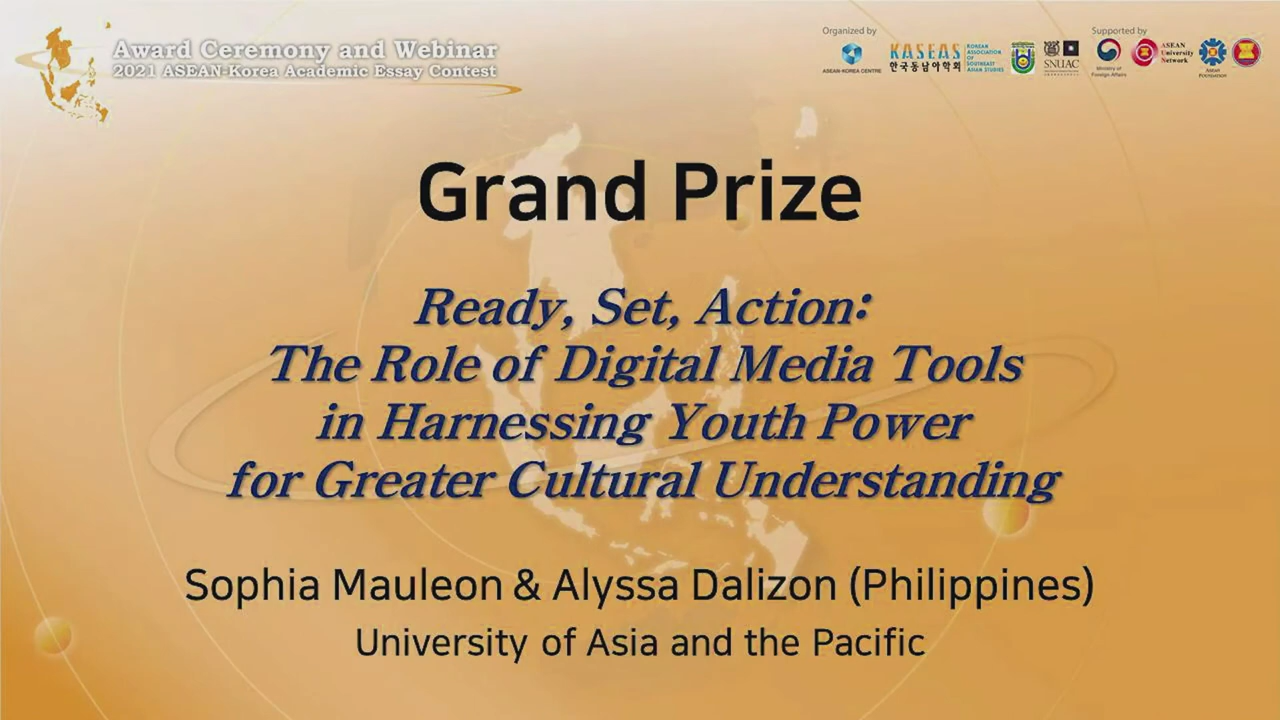 Award Ceremony and Webinar
2021 ASEAN-Korea Academic Essay Contest
Organized by
ASEAN-KOREA CENTRE
KASEAS
한국동남아학회
KOREAN
ASSOCIATION
OF
SOUTHEAST
ASIAN STUDIES
SNUAC
Supported by
Ministry of
Foreign Affairs
ASEAN
University
Network
ASEAN
FOUNDATION
Grand Prize
Ready, Set, Action:
The Role of Digital Media Tools
in Harnessing Youth Power
for Greater Cultural Understanding
Sophia Mauleon & Alyssa Dalizon (Philippines)
University of Asia and the Pacific